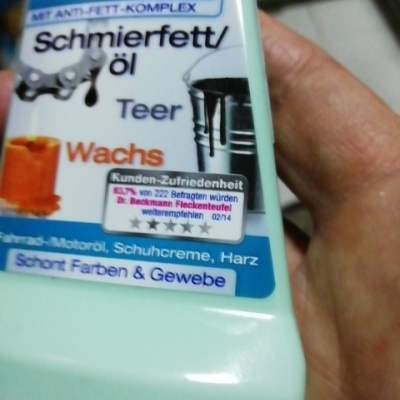 MIT ANTI-FETT-KOMPLEX
Schmierfett/
öl
Teer
Wachs
Kunden-Zufriedenheit
93,7% von 222 Befragten würden
Dr. Beckmann Fleckenteufel
weiterempfehlen 02/14
Fahrrad-/Motoröl, Schuhcreme, Harz
Schont Farben & Gewebe